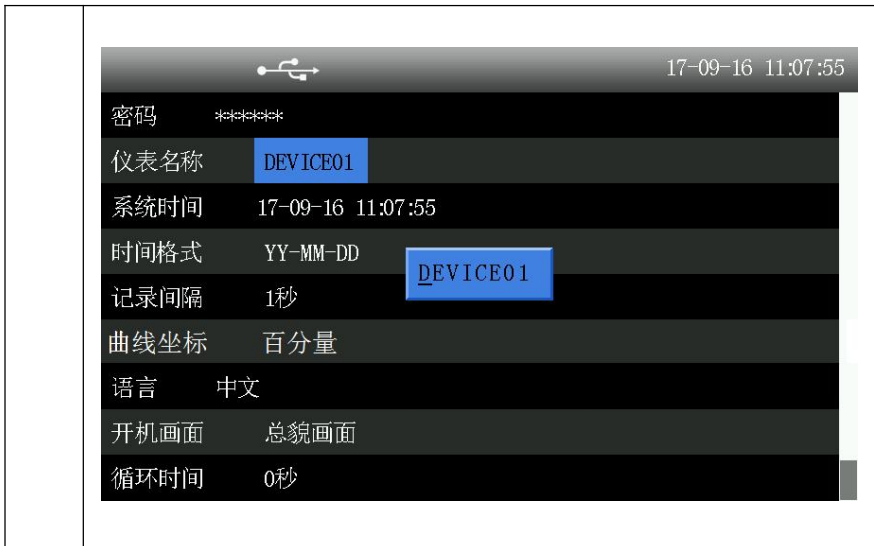 17-09-16 11:07:55
密码 ******
仪表名称 DEVICE01
系统时间 17-09-16 11:07:55
时间格式 YY-MM-DD
DEVICE01
记录间隔 1秒
曲线坐标 百分量
语言 中文
开机画面 总貌画面
循环时间 0秒